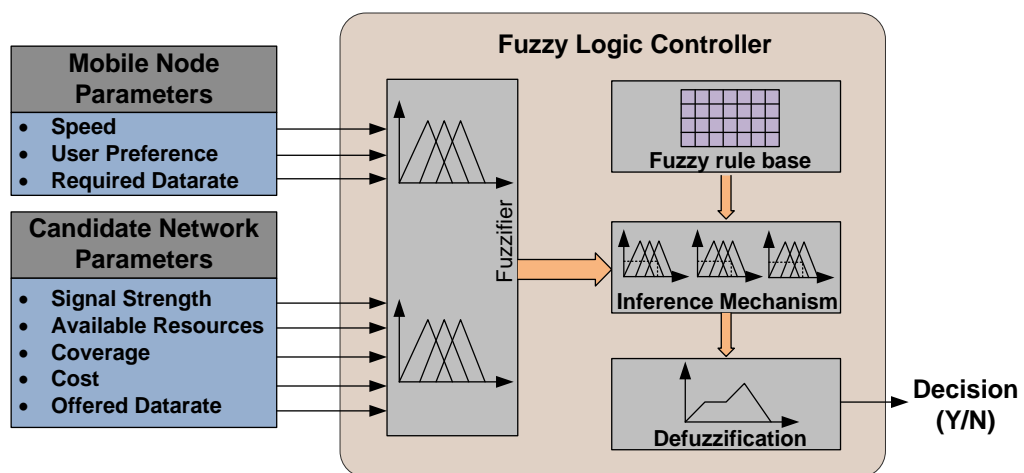 Fuzzy Logic Controller
Mobile Node
Parameters
• Speed
• User Preference
• Required Datarate
Candidate Network
Parameters
• Signal Strength
• Available Resources
• Coverage
• Cost
• Offered Datarate
Fuzzifier
Fuzzy rule base
Inference Mechanism
Defuzzification
Decision
(Y/N)